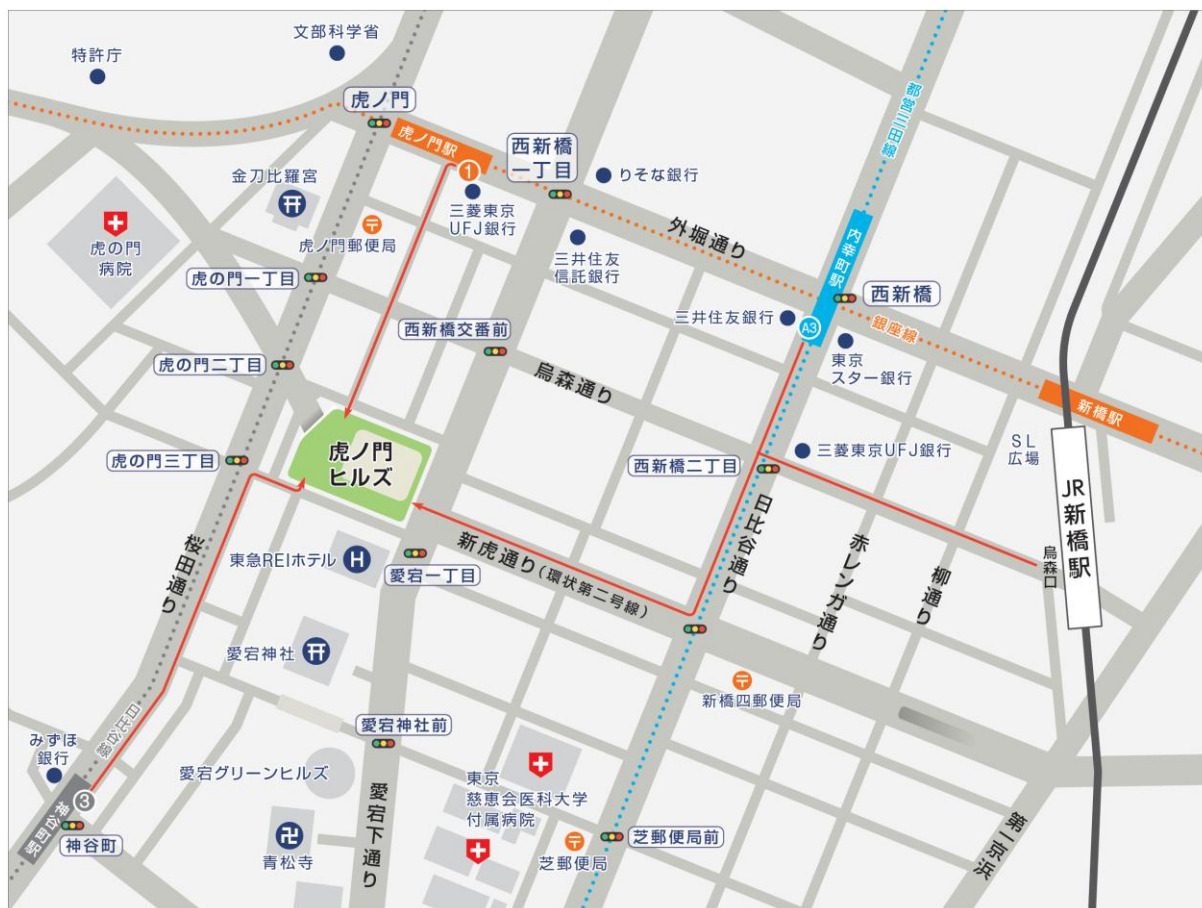 文部科学省
特許庁
虎ノ門
虎ノ門駅
1
西新橋
一丁目
りそな銀行
都営三田線
金刀比羅宮
三菱東京
UFJ銀行
虎の門
病院
虎ノ門郵便局
三井住友
信託銀行
外堀通り
内幸町駅
西新橋
虎の門一丁目
西新橋交番前
三井住友銀行
A3
銀座線
東京
スター銀行
虎の門二丁目
烏森通り
新橋駅
虎ノ門
ヒルズ
虎の門三丁目
西新橋二丁目
三菱東京UFJ銀行
SL
広場
JR新橋駅
桜田通り
東急REIホテル
H
愛宕一丁目
新虎通り(環状第二号線)
日比谷通り
赤レンガ通り
柳通り
烏森口
愛宕神社
新橋四郵便局
日比谷線
みずほ
銀行
愛宕神社前
愛宕グリーンヒルズ
東京
慈恵会医科大学
付属病院
3
神谷町駅
神谷町
青松寺
愛宕下通り
芝郵便局
芝郵便局前
第一京浜